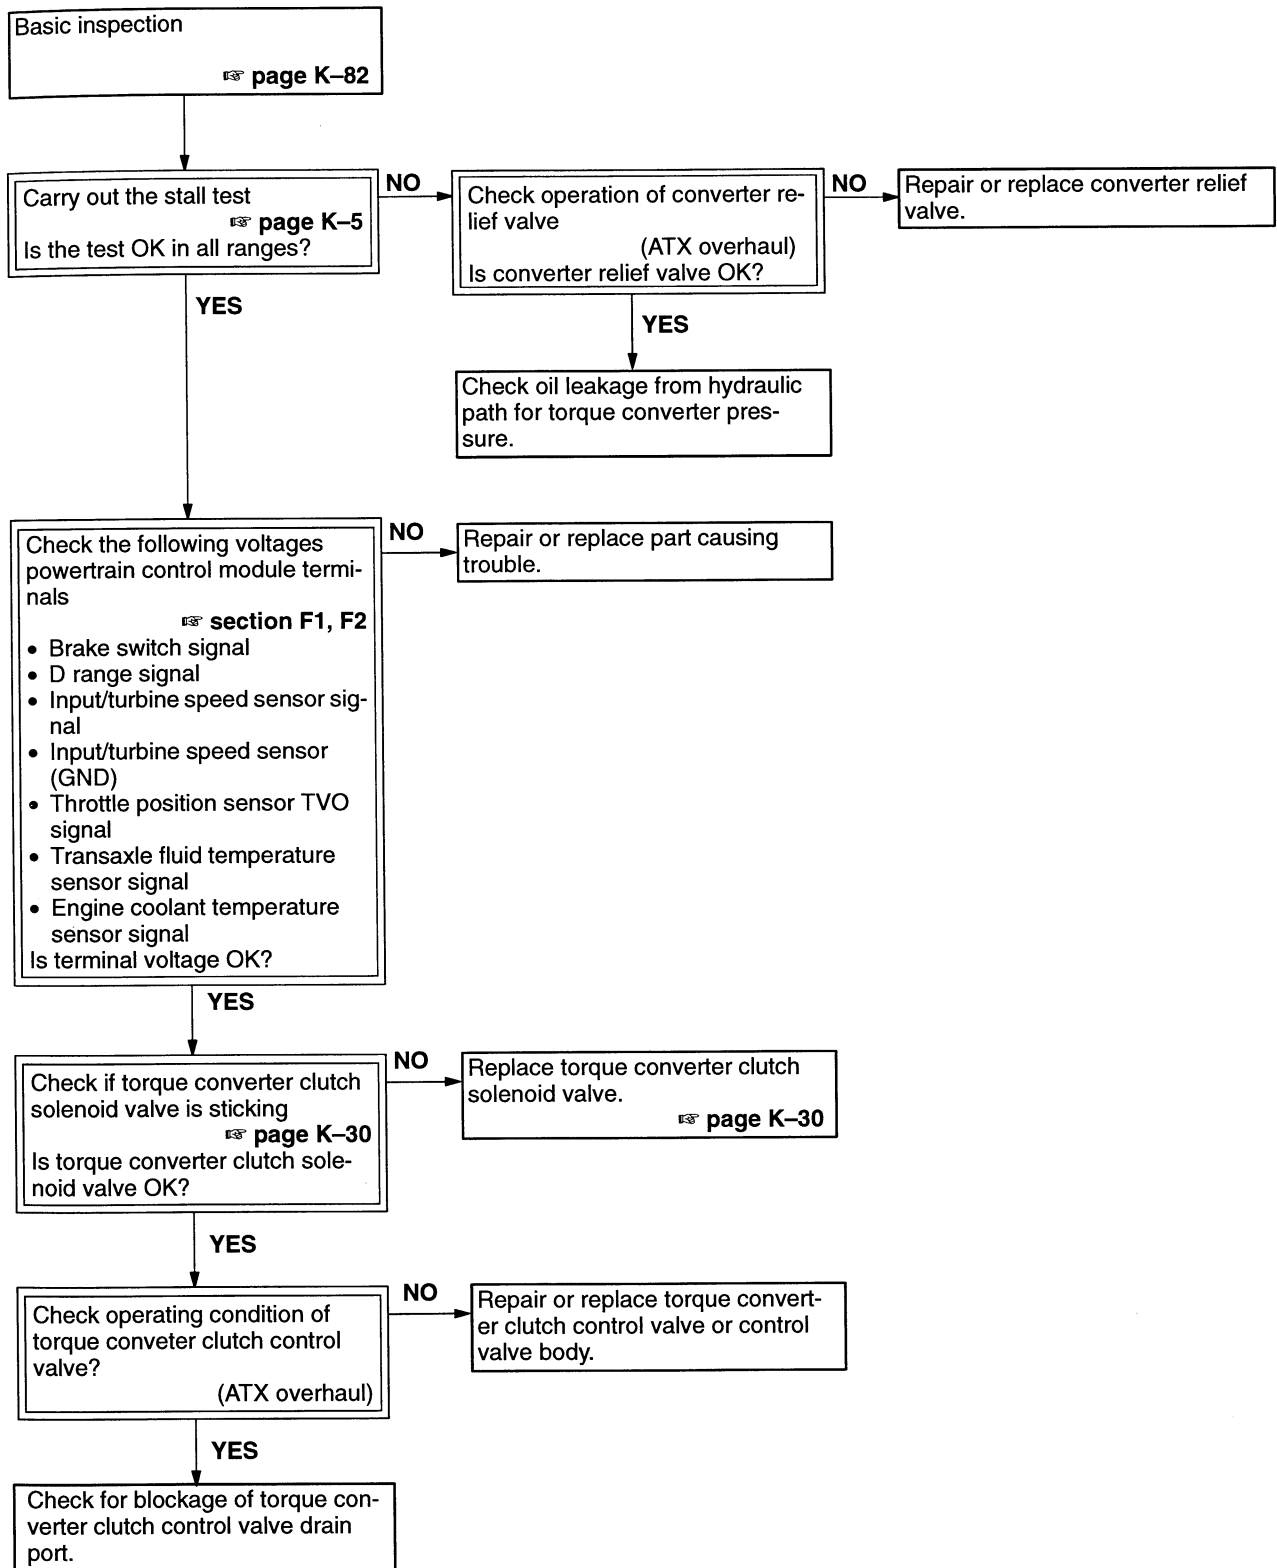 Basic inspection
☞ page K–82
Carry out the stall test
☞ page K–5
Is the test OK in all ranges?
NO
Check operation of converter re-
lief valve
(ATX overhaul)
Is converter relief valve OK?
NO
Repair or replace converter relief
valve.
YES
YES
Check oil leakage from hydraulic
path for torque converter pres-
sure.
Check the following voltages
powertrain control module termi-
nals
☞ section F1, F2
• Brake switch signal
• D range signal
• Input/turbine speed sensor sig-
nal
• Input/turbine speed sensor
(GND)
• Throttle position sensor TVO
signal
• Transaxle fluid temperature
sensor signal
• Engine coolant temperature
sensor signal
Is terminal voltage OK?
NO
Repair or replace part causing
trouble.
YES
Check if torque converter clutch
solenoid valve is sticking
☞ page K–30
Is torque converter clutch sole-
noid valve OK?
NO
Replace torque converter clutch
solenoid valve.
☞ page K–30
YES
Check operating condition of
torque conveter clutch control
valve?
(ATX overhaul)
NO
Repair or replace torque convert-
er clutch control valve or control
valve body.
YES
Check for blockage of torque con-
verter clutch control valve drain
port.